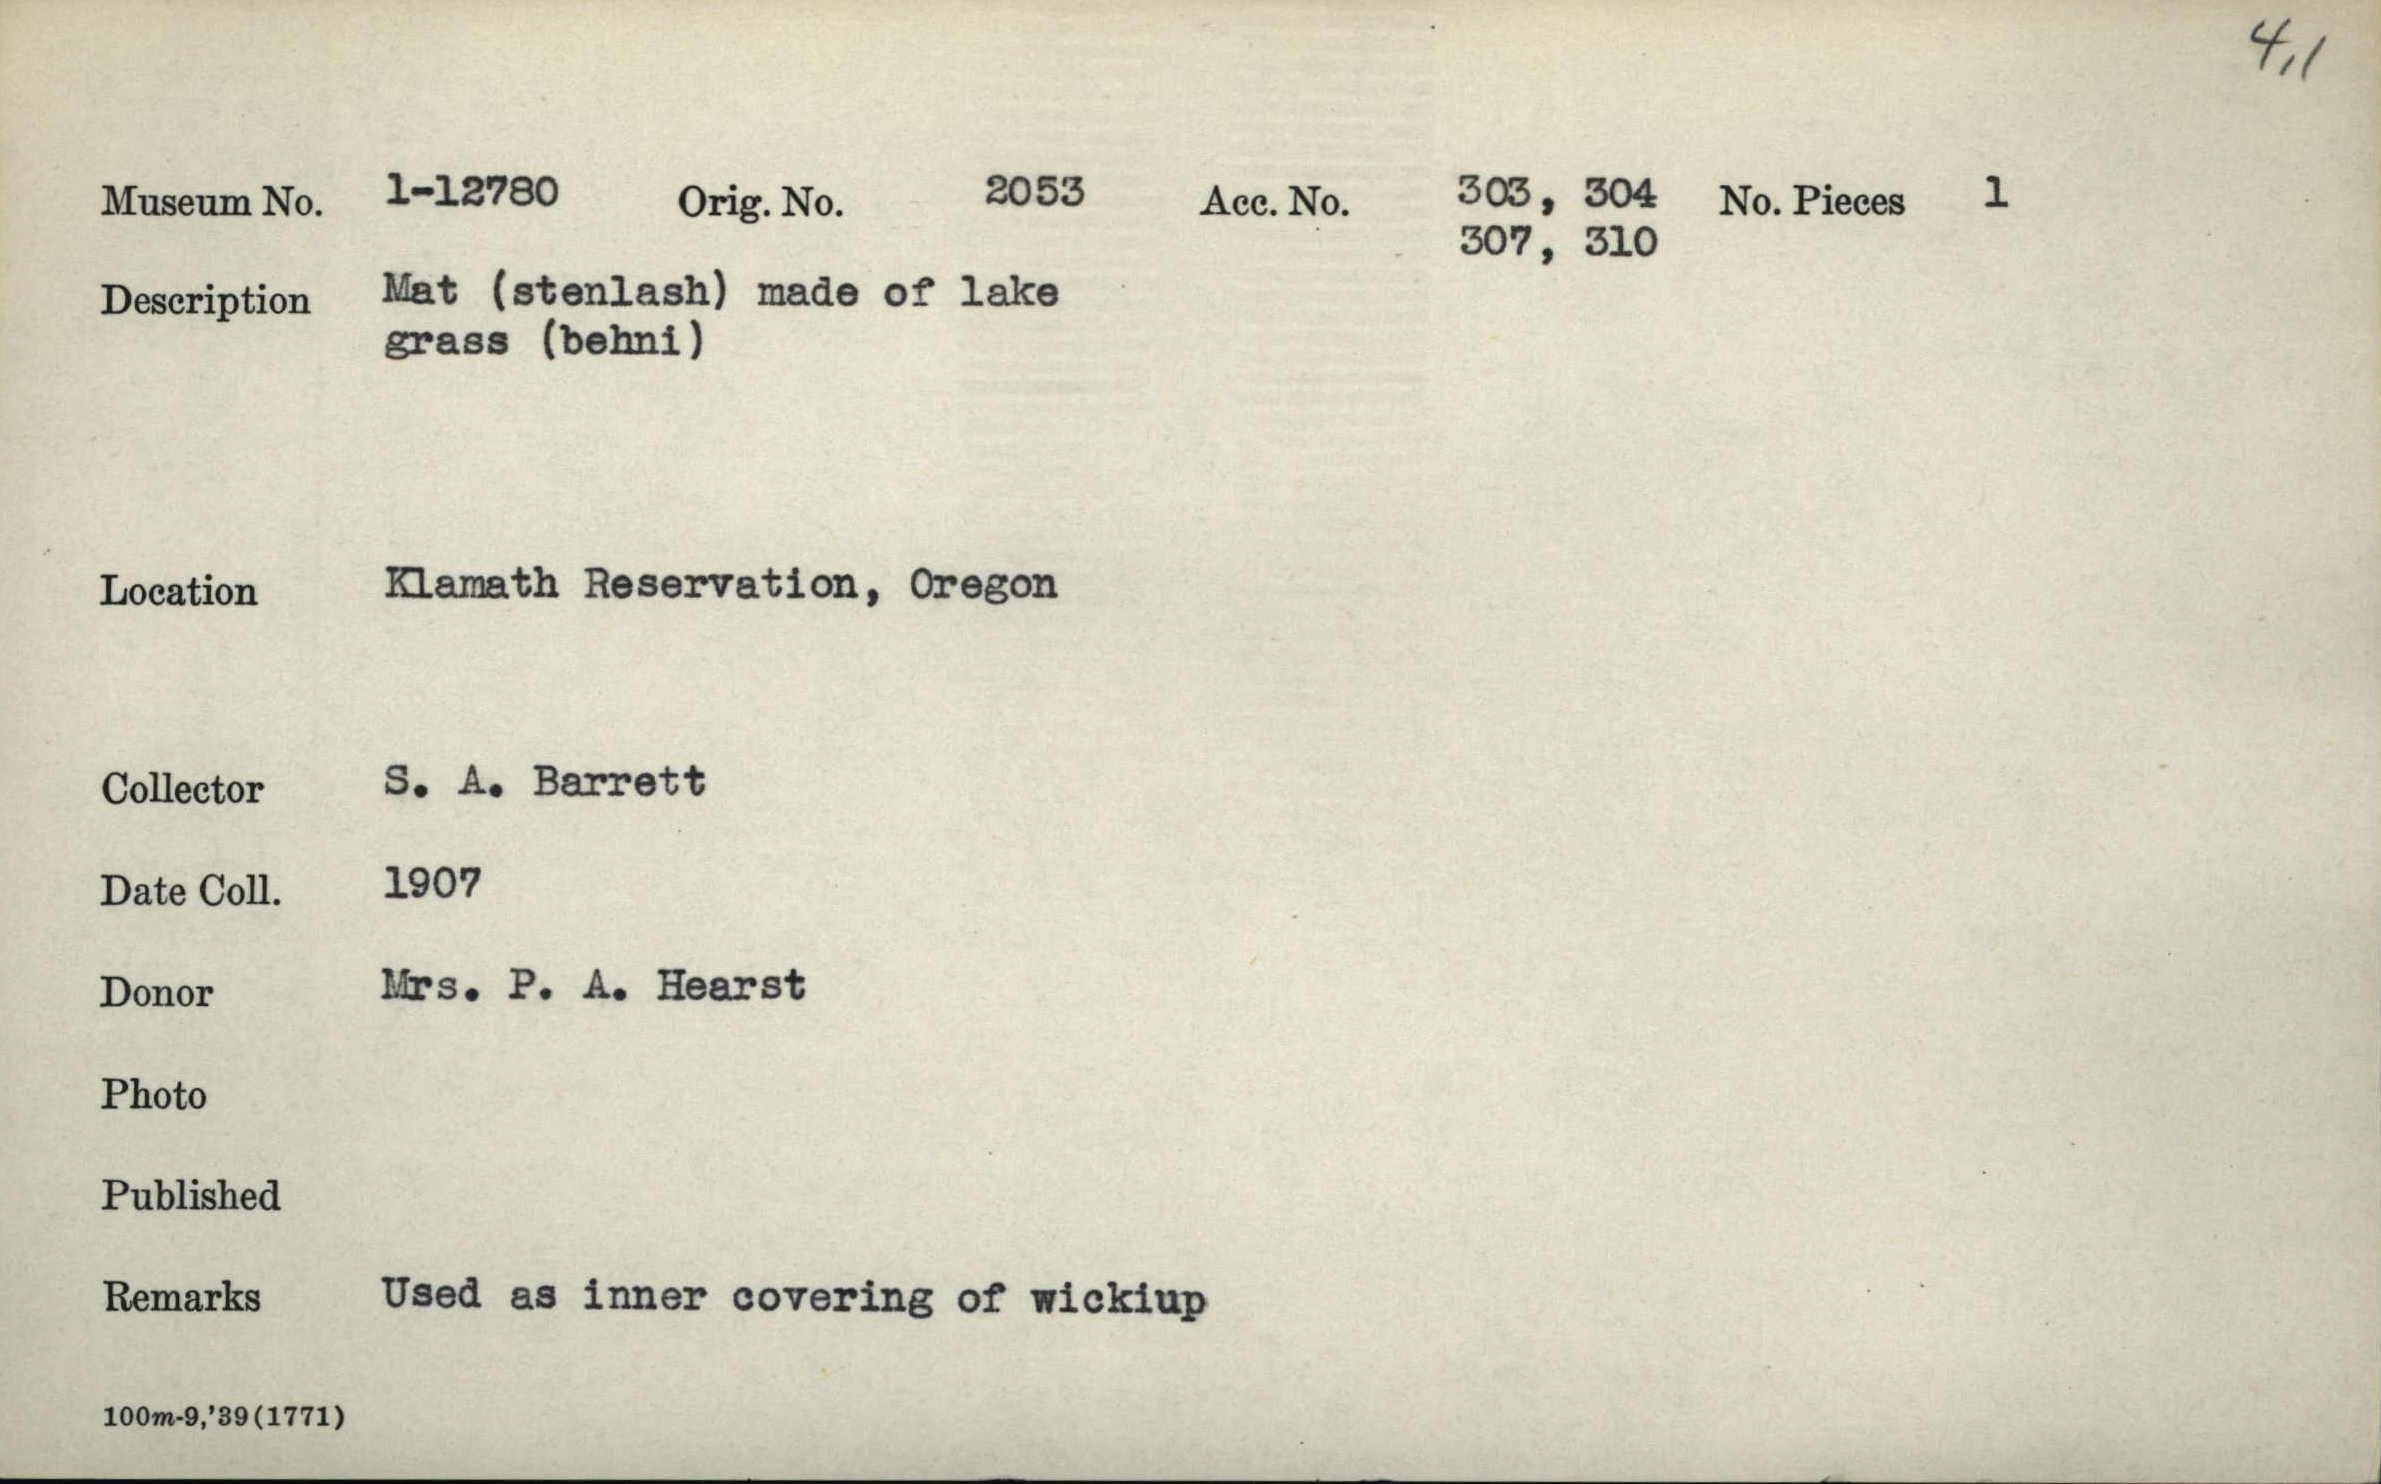 4,1
Museum No. 1-12780 Orig. No. 2053 Acc. No. 303, 304 No. Pieces 1
307, 310
Description Mat (stenlash) made of lake
grass (behni)
Location Klamath Reservation, Oregon
Collector S. A. Barrett
Date Coll. 1907
Donor Mrs. P. A. Hearst
Photo
Published
Remarks Used as inner covering of wickiup
100m-9,'39(1771)